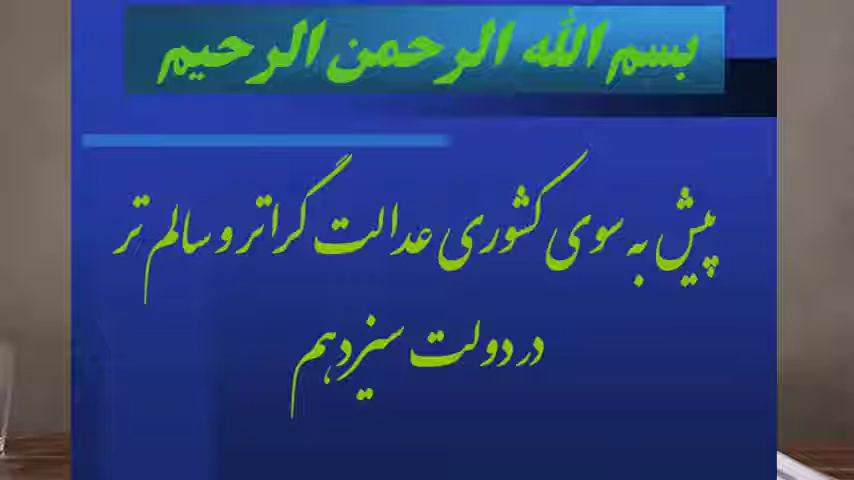 بسم الله الرحمن الرحیم
پیش به سوی کشوری عدالت گراتر و سالم تر
در دولت سیزدهم